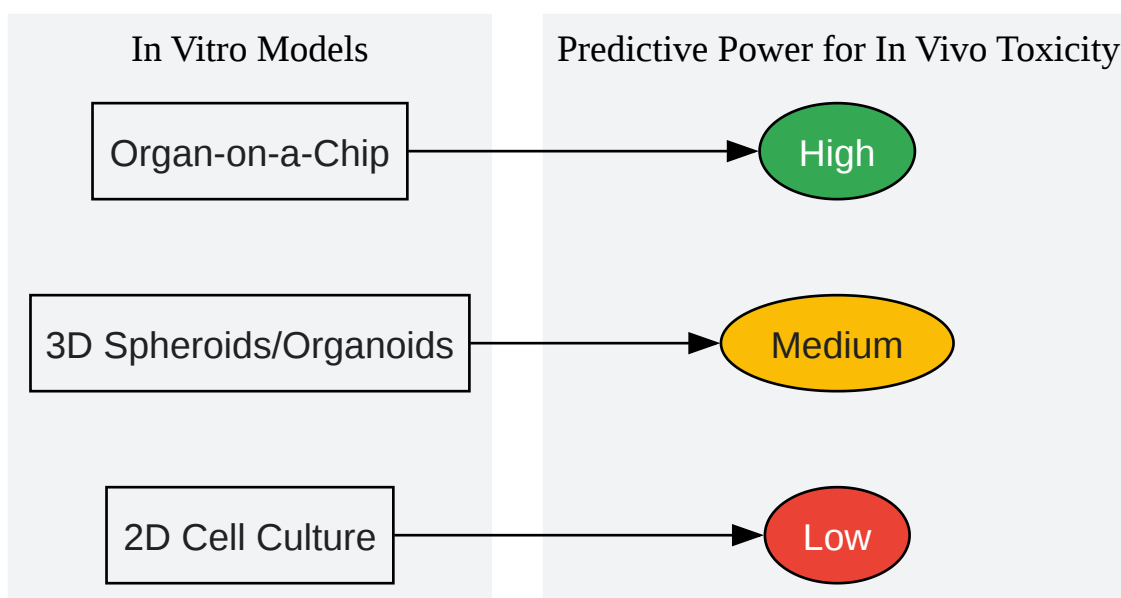 In Vitro Models
Predictive Power for In Vivo Toxicity
Organ-on-a-Chip
High
3D Spheroids/Organoids
Medium
2D Cell Culture
Low